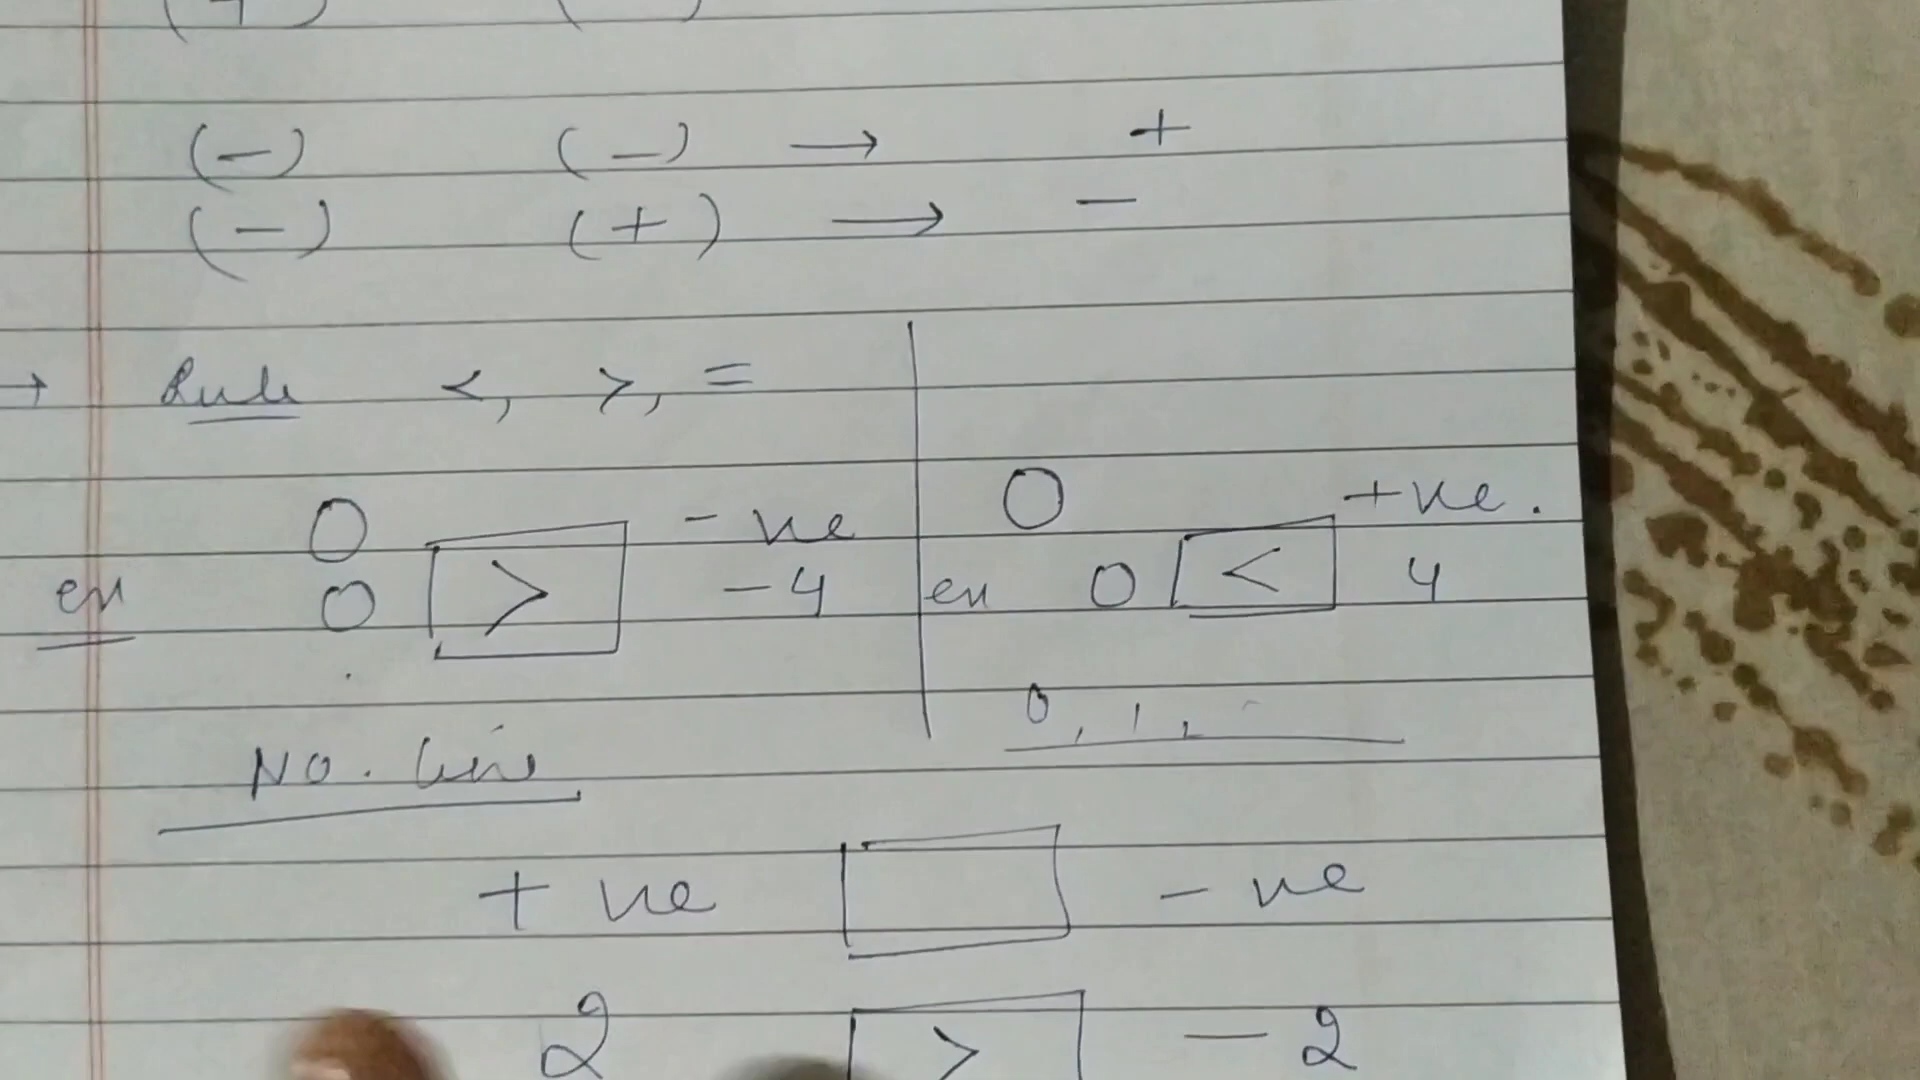 (-) (-) → +
(-) (+) → -
→ Rule <, >, =
0 - ve
ex 0 > -4
0 +ve.
ex 0 < 4
0, 1,
No. line
+ ve - ve
2 > - 2